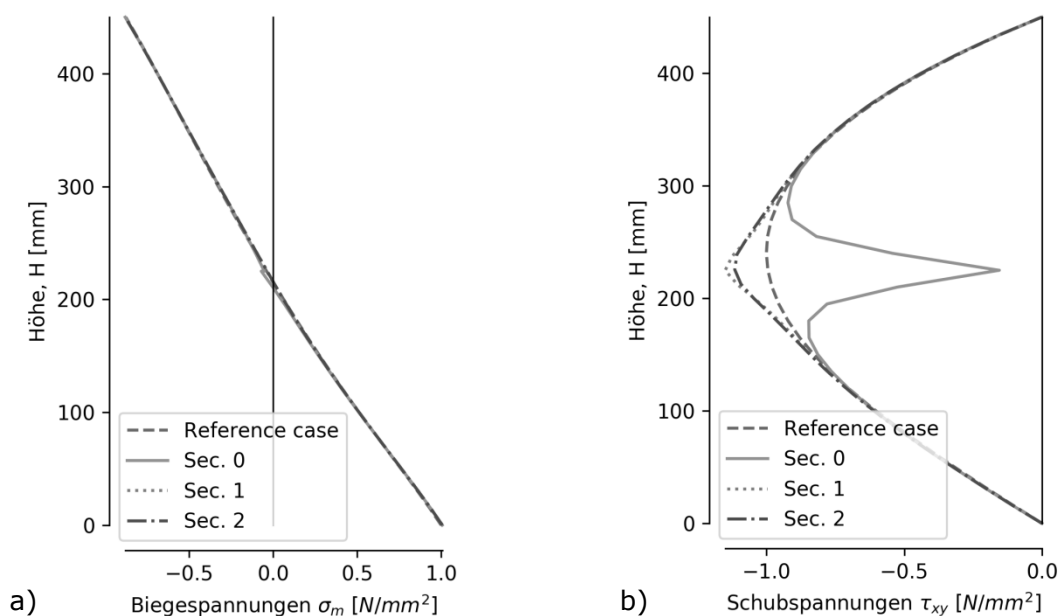 400
300
200
100
0
Höhe, H [mm]
Reference case
Sec. 0
Sec. 1
Sec. 2
−0.5
0.0
0.5
1.0
a)
Biegespannungen σm [N/mm²]
400
300
200
100
0
Höhe, H [mm]
Reference case
Sec. 0
Sec. 1
Sec. 2
−1.0
−0.5
0.0
b)
Schubspannungen τxy [N/mm²]